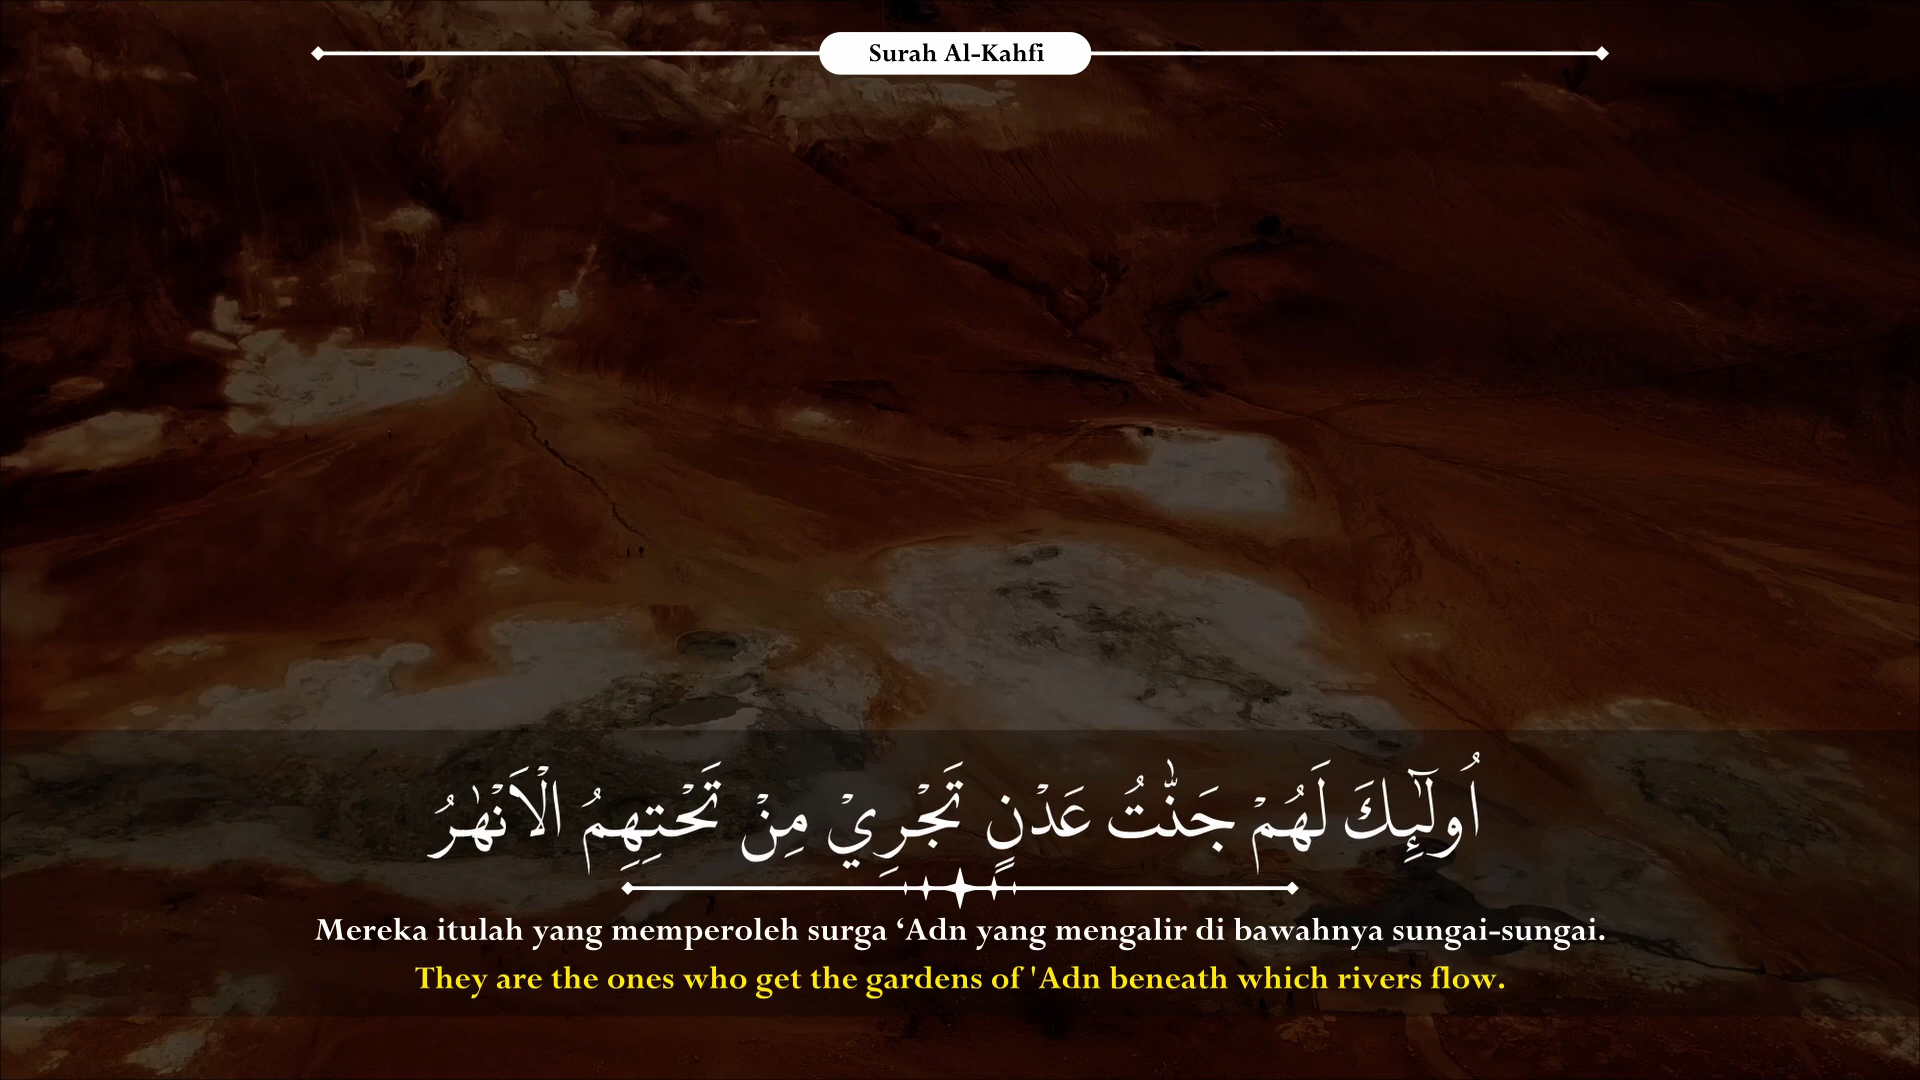 Surah Al-Kahfi
اُولٰۤىِٕكَ لَهُمْ جَنّٰتُ عَدْنٍ تَجْرِيْ مِنْ تَحْتِهِمُ الْاَنْهٰرُ
Mereka itulah yang memperoleh surga ‘Adn yang mengalir di bawahnya sungai-sungai.
They are the ones who get the gardens of 'Adn beneath which rivers flow.